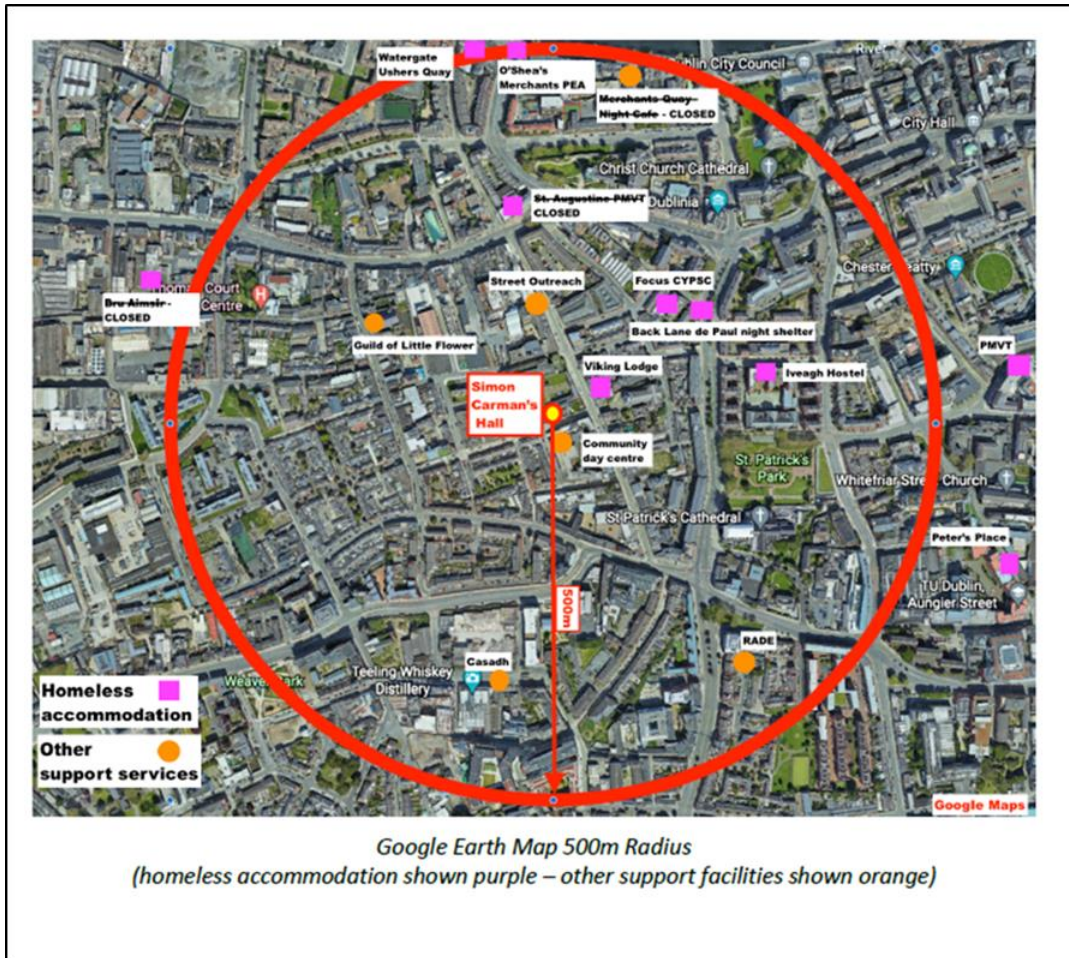 River
Watergate
Ushers Quay
O'Shea's
Merchants PEA
Dublin City Council
Merchants Quay
Night Cafe - CLOSED
City Hall
Christ Church Cathedral
St. Augustine PMVT
CLOSED
Dublinia
Chester Beatty
Thomas Court
Centre
H
Bru Aimsir -
CLOSED
Street Outreach
Focus CYPSC
Guild of Little Flower
Back Lane de Paul night shelter
PMVT
Viking Lodge
Iveagh Hostel
Simon
Carman's
Hall
Community
day centre
St. Patrick's
Park
Whitefriar Street Church
St Patrick's Cathedral
Peter's Place
TU Dublin,
Aungier Street
500m
RADE
Casadh
Teeling Whiskey
Distillery
Weaver Park
Homeless
accommodation
Other
support services
Google Maps
Google Earth Map 500m Radius
(homeless accommodation shown purple – other support facilities shown orange)